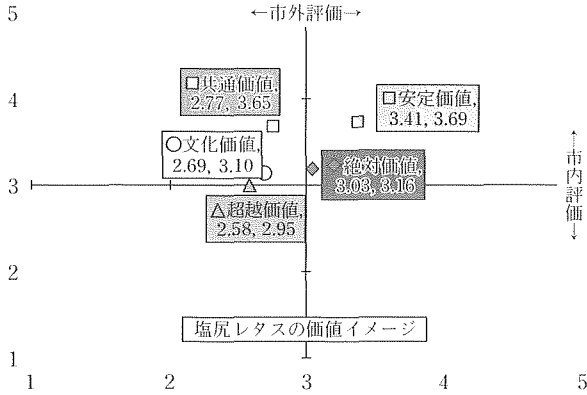 5
←市外評価→
□共通価値,
2.77, 3.65
4
□安定価値,
3.41, 3.69
○文化価値,
2.69, 3.10
◆絶対価値,
3.03, 3.16
3
△超越価値,
2.58, 2.95
←市内評価→
2
塩尻レタスの価値イメージ
1
1 2 3 4 5